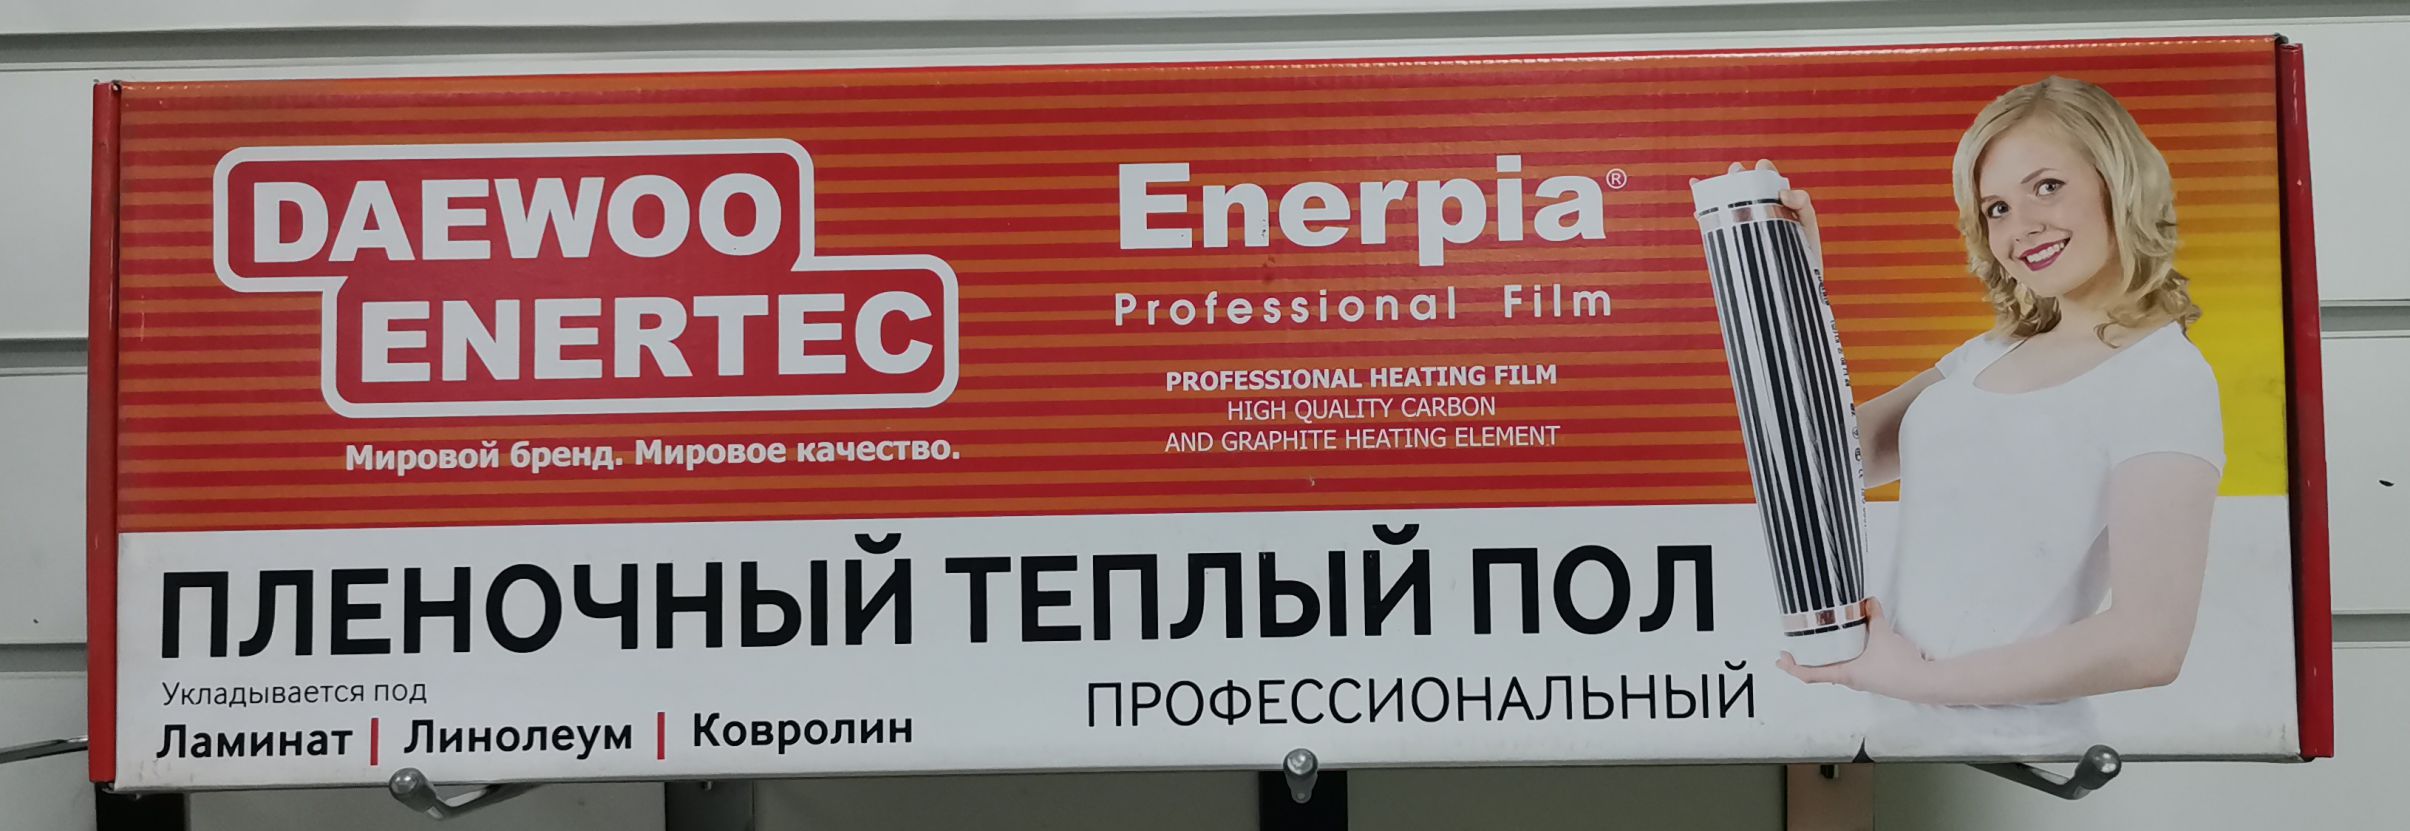 DAEWOO
ENERTEC
Мировой бренд. Мировое качество.
Enerpia®
Professional Film
PROFESSIONAL HEATING FILM
HIGH QUALITY CARBON
AND GRAPHITE HEATING ELEMENT
ПЛЕНОЧНЫЙ ТЕПЛЫЙ ПОЛ
ПРОФЕССИОНАЛЬНЫЙ
Укладывается под
Ламинат | Линолеум | Ковролин